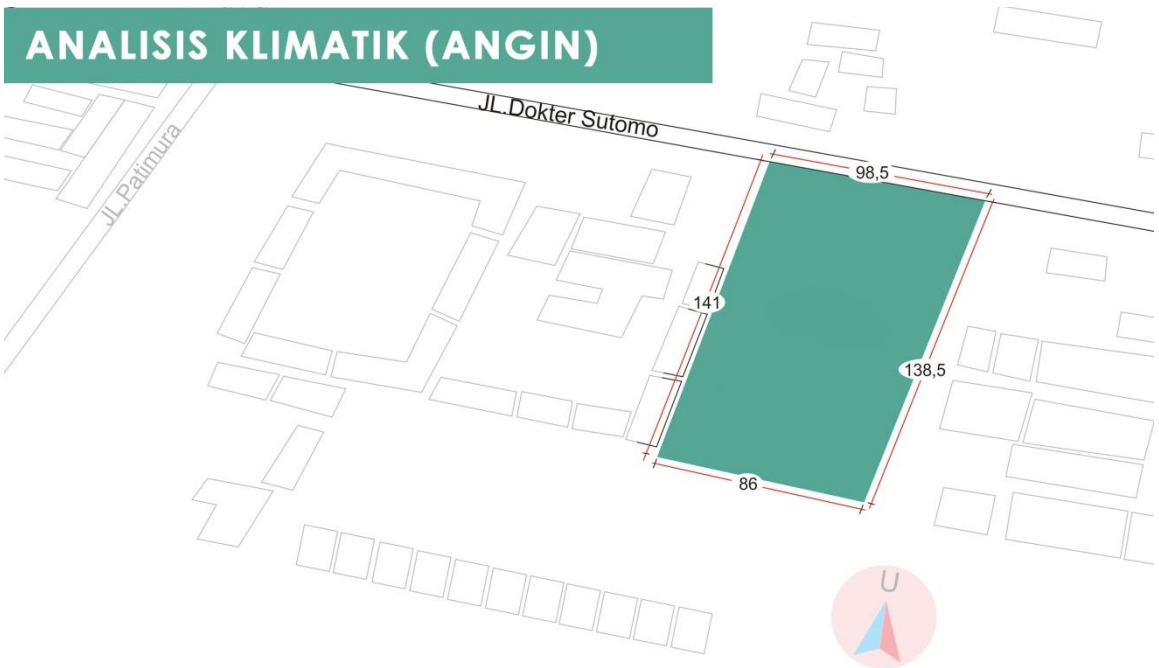 ANALISIS KLIMATIK (ANGIN)
JL.Dokter Sutomo
JL.Patimura
98,5
141
138,5
86
U